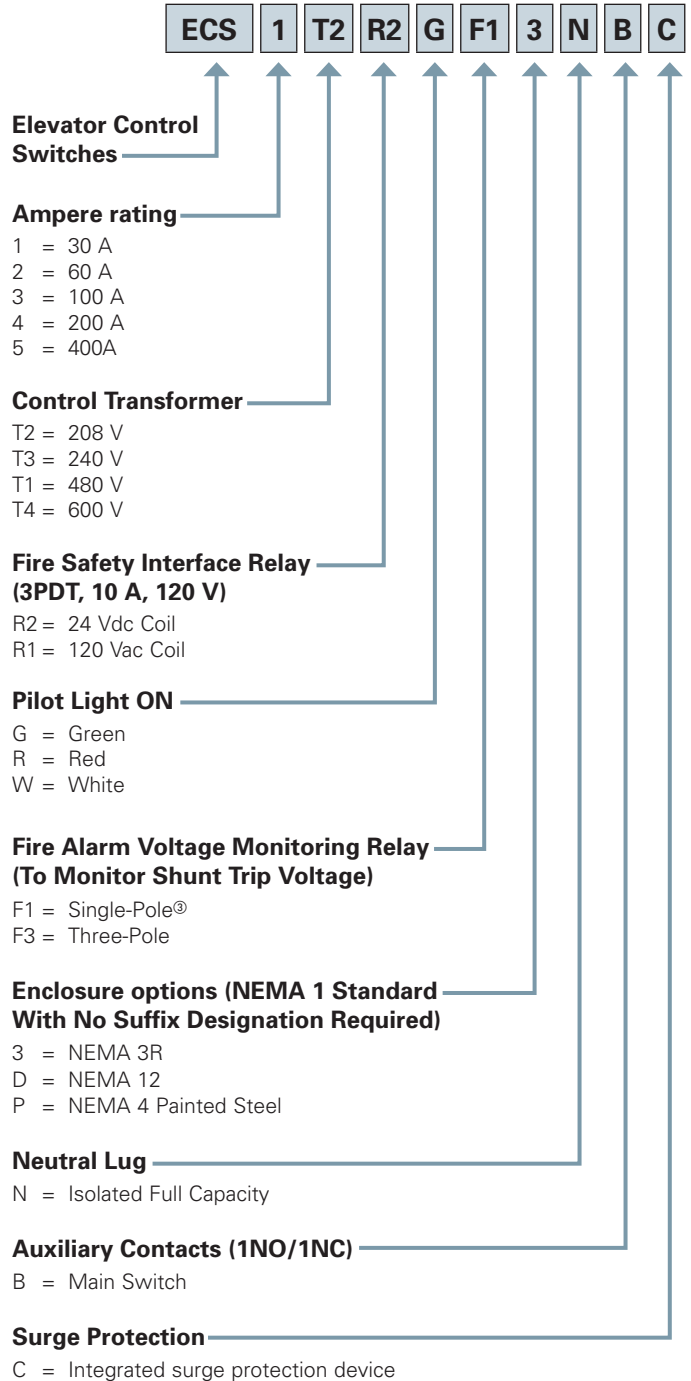 ECS 1 T2 R2 G F1 3 N B C
Elevator Control
Switches
Ampere rating
1 = 30 A
2 = 60 A
3 = 100 A
4 = 200 A
5 = 400A
Control Transformer
T2 = 208 V
T3 = 240 V
T1 = 480 V
T4 = 600 V
Fire Safety Interface Relay
(3PDT, 10 A, 120 V)
R2 = 24 Vdc Coil
R1 = 120 Vac Coil
Pilot Light ON
G = Green
R = Red
W = White
Fire Alarm Voltage Monitoring Relay
(To Monitor Shunt Trip Voltage)
F1 = Single-Pole③
F3 = Three-Pole
Enclosure options (NEMA 1 Standard
With No Suffix Designation Required)
3 = NEMA 3R
D = NEMA 12
P = NEMA 4 Painted Steel
Neutral Lug
N = Isolated Full Capacity
Auxiliary Contacts (1NO/1NC)
B = Main Switch
Surge Protection
C = Integrated surge protection device